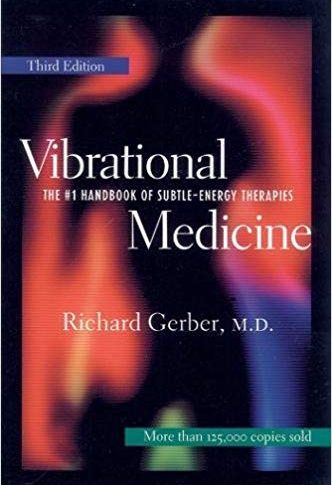 Third Edition
Vibrational
THE #1 HANDBOOK OF SUBTLE-ENERGY THERAPIES
Medicine
Richard Gerber, M.D.
More than 125,000 copies sold